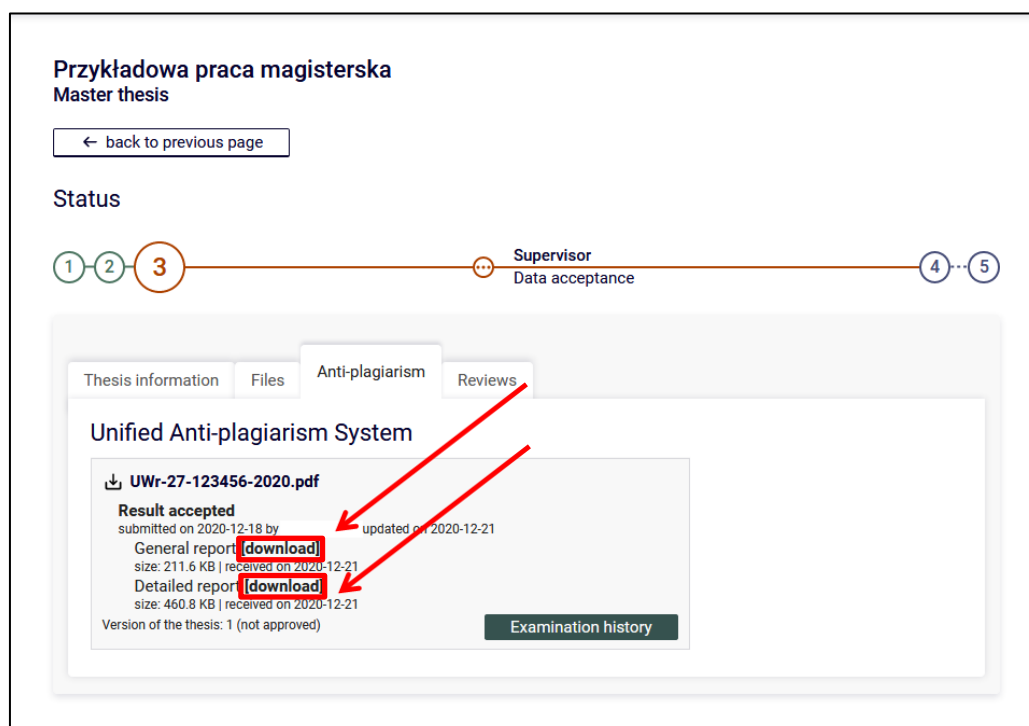 Przykładowa praca magisterska
Master thesis
← back to previous page
Status
1 2 3 Supervisor 4 5
Data acceptance
Thesis information Files Anti-plagiarism Reviews
Unified Anti-plagiarism System
UWr-27-123456-2020.pdf
Result accepted
submitted on 2020-12-18 by updated on 2020-12-21
General report [download]
size: 211.6 KB | received on 2020-12-21
Detailed report [download]
size: 460.8 KB | received on 2020-12-21
Version of the thesis: 1 (not approved)
Examination history